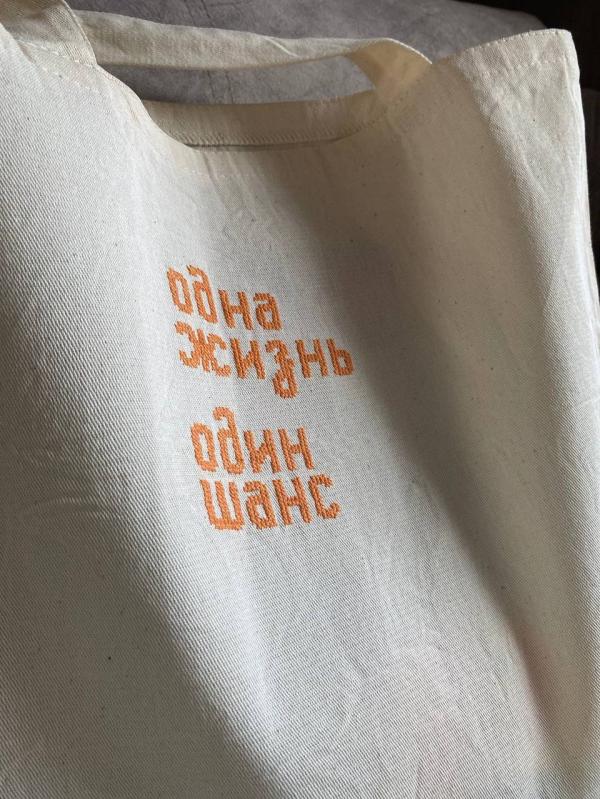 одна
жизнь
один
шанс